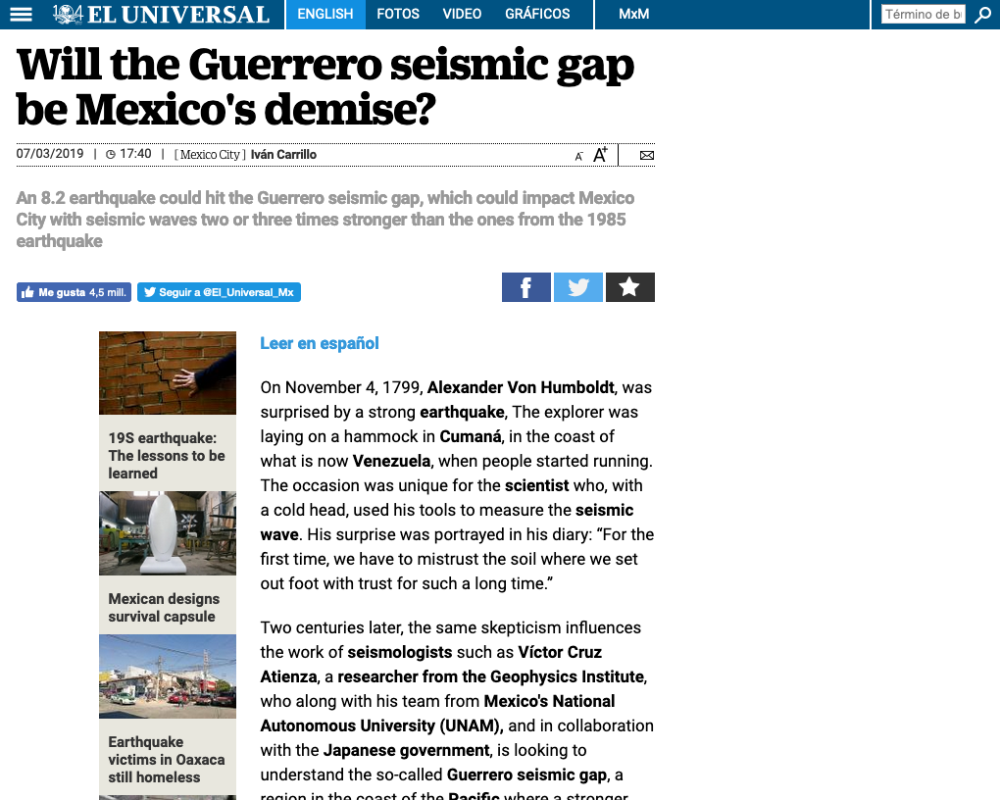 104 EL UNIVERSAL
ENGLISH FOTOS VIDEO GRÁFICOS MxM
Término de b
Will the Guerrero seismic gap
be Mexico's demise?
07/03/2019 | 17:40 | [ Mexico City ] Iván Carrillo
A- A+
An 8.2 earthquake could hit the Guerrero seismic gap, which could impact Mexico
City with seismic waves two or three times stronger than the ones from the 1985
earthquake
Me gusta 4,5 mill.
Seguir a @El_Universal_Mx
19S earthquake:
The lessons to be
learned
Mexican designs
survival capsule
Earthquake
victims in Oaxaca
still homeless
Leer en español
On November 4, 1799, Alexander Von Humboldt, was
surprised by a strong earthquake, The explorer was
laying on a hammock in Cumaná, in the coast of
what is now Venezuela, when people started running.
The occasion was unique for the scientist who, with
a cold head, used his tools to measure the seismic
wave. His surprise was portrayed in his diary: “For the
first time, we have to mistrust the soil where we set
out foot with trust for such a long time.”
Two centuries later, the same skepticism influences
the work of seismologists such as Víctor Cruz
Atienza, a researcher from the Geophysics Institute,
who along with his team from Mexico's National
Autonomous University (UNAM), and in collaboration
with the Japanese government, is looking to
understand the so-called Guerrero seismic gap, a
region in the coast of the Pacific where a stronger